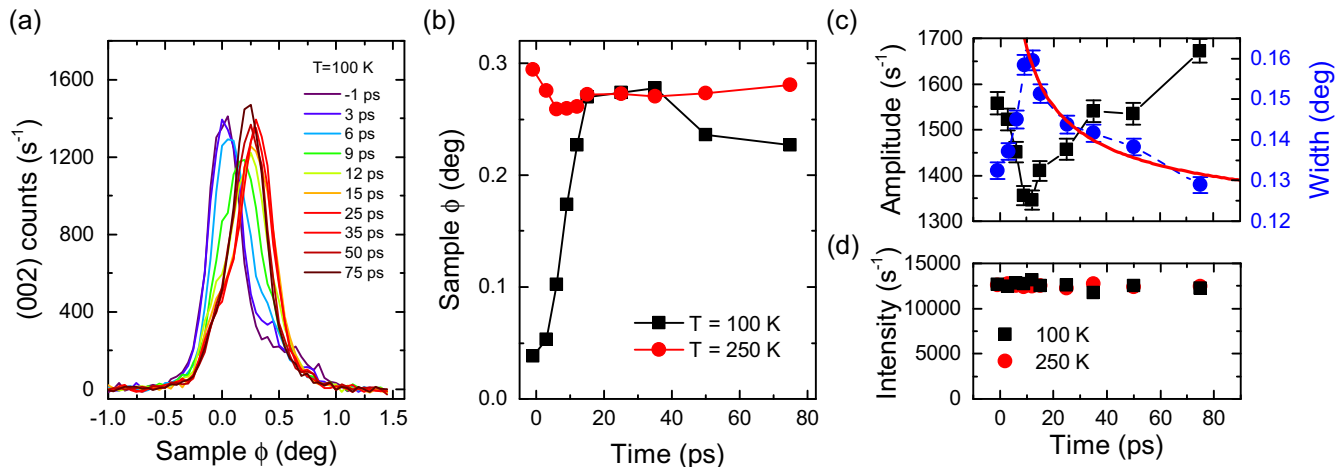 (a)
(002) counts (s⁻¹)
1600
1200
800
400
0
-1.0
-0.5
0.0
0.5
1.0
1.5
Sample ϕ (deg)
T=100 K
-1 ps
3 ps
6 ps
9 ps
12 ps
15 ps
25 ps
35 ps
50 ps
75 ps
(b)
Sample ϕ (deg)
0.3
0.2
0.1
0.0
0
20
40
60
80
Time (ps)
T = 100 K
T = 250 K
(c)
Amplitude (s⁻¹)
1700
1600
1500
1400
1300
0.16
0.15
0.14
0.13
0.12
Width (deg)
(d)
Intensity (s⁻¹)
15000
10000
5000
0
100 K
250 K
0
20
40
60
80
Time (ps)